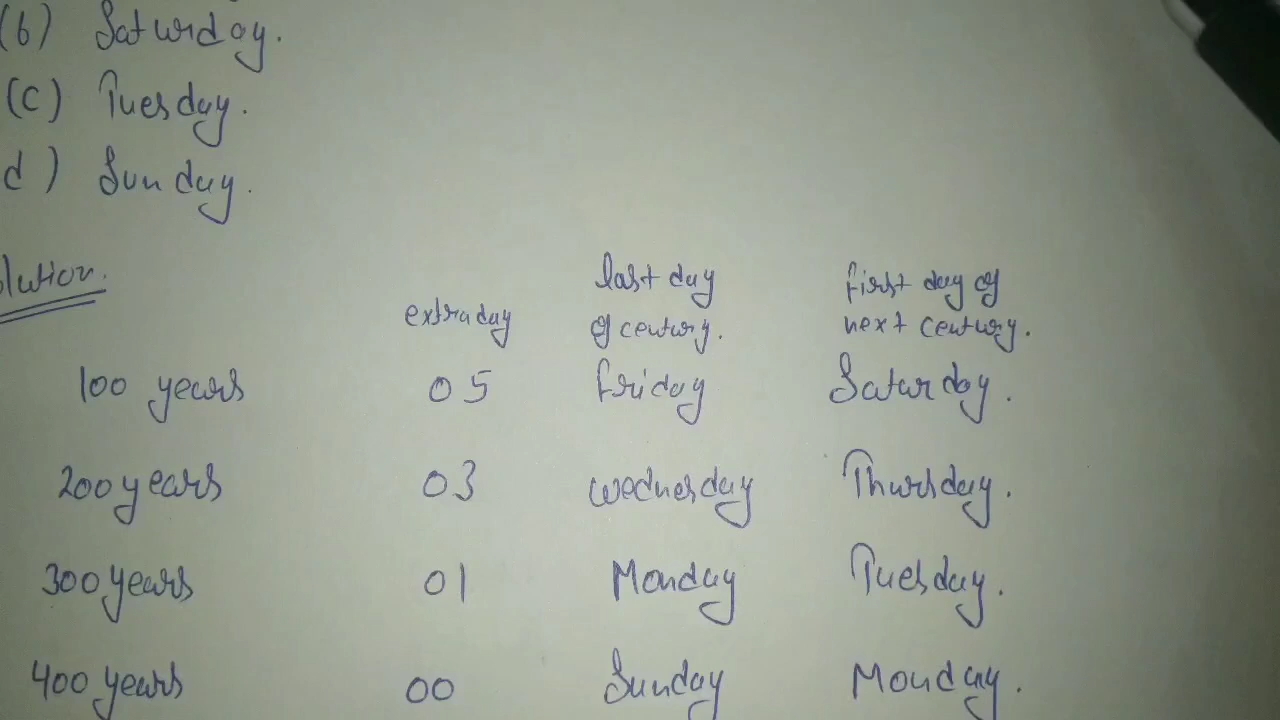 (b) Saturday.
(c) Tuesday.
d) Sunday.
olution.
extraday
last day of century.
first day of next century.
100 years 05 friday Saturday.
200 years 03 wednesday Thursday.
300 years 01 Monday Tuesday.
400 years 00 Sunday Monday.